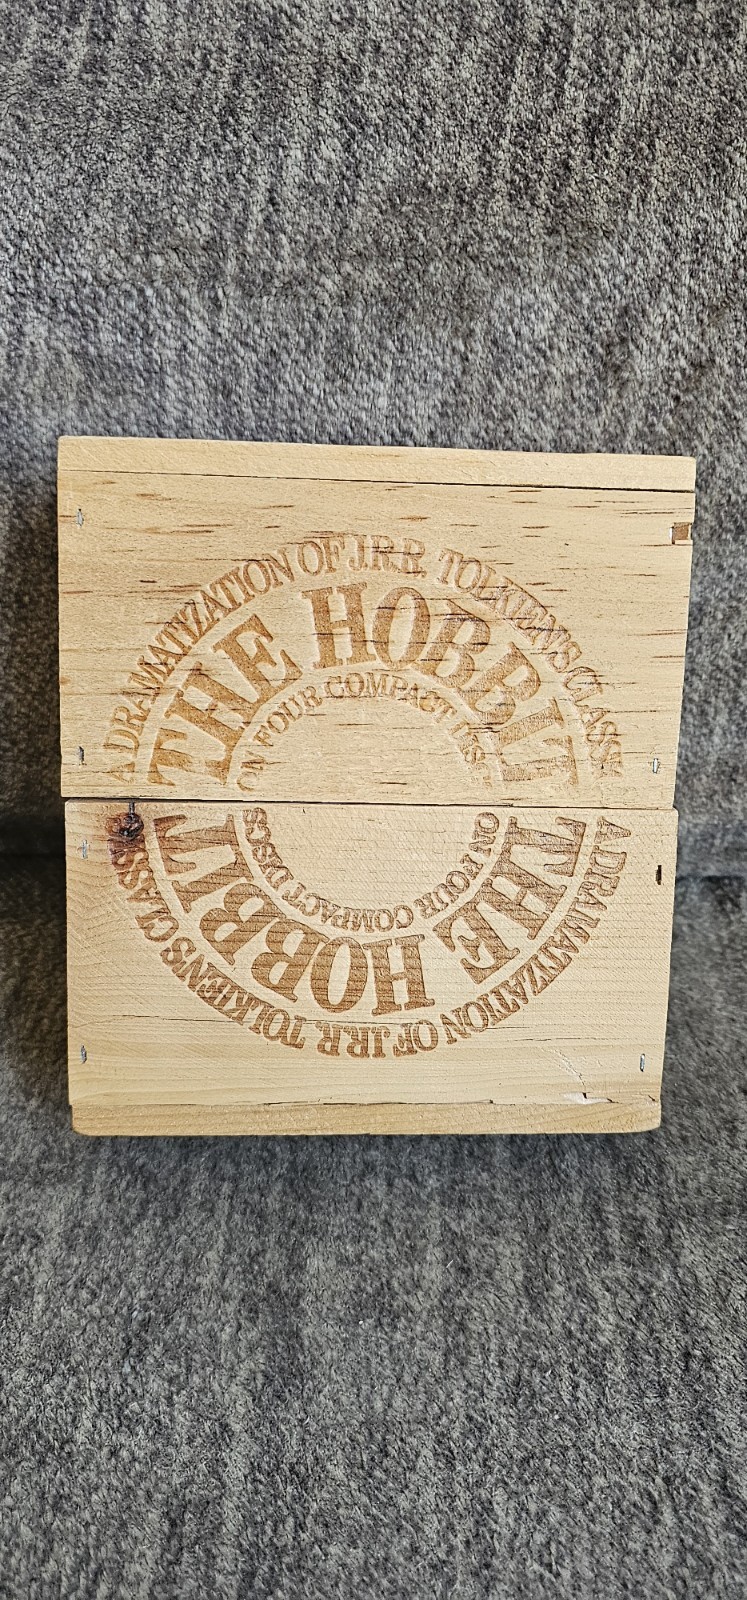 A DRAMATIZATION OF J.R.R. TOLKIEN'S CLASSIC
THE HOBBIT
ON FOUR COMPACT DISC
ON FOUR COMPACT DISCS
THE HOBBIT
A DRAMATIZATION OF J.R.R. TOLKIEN'S CLASSIC